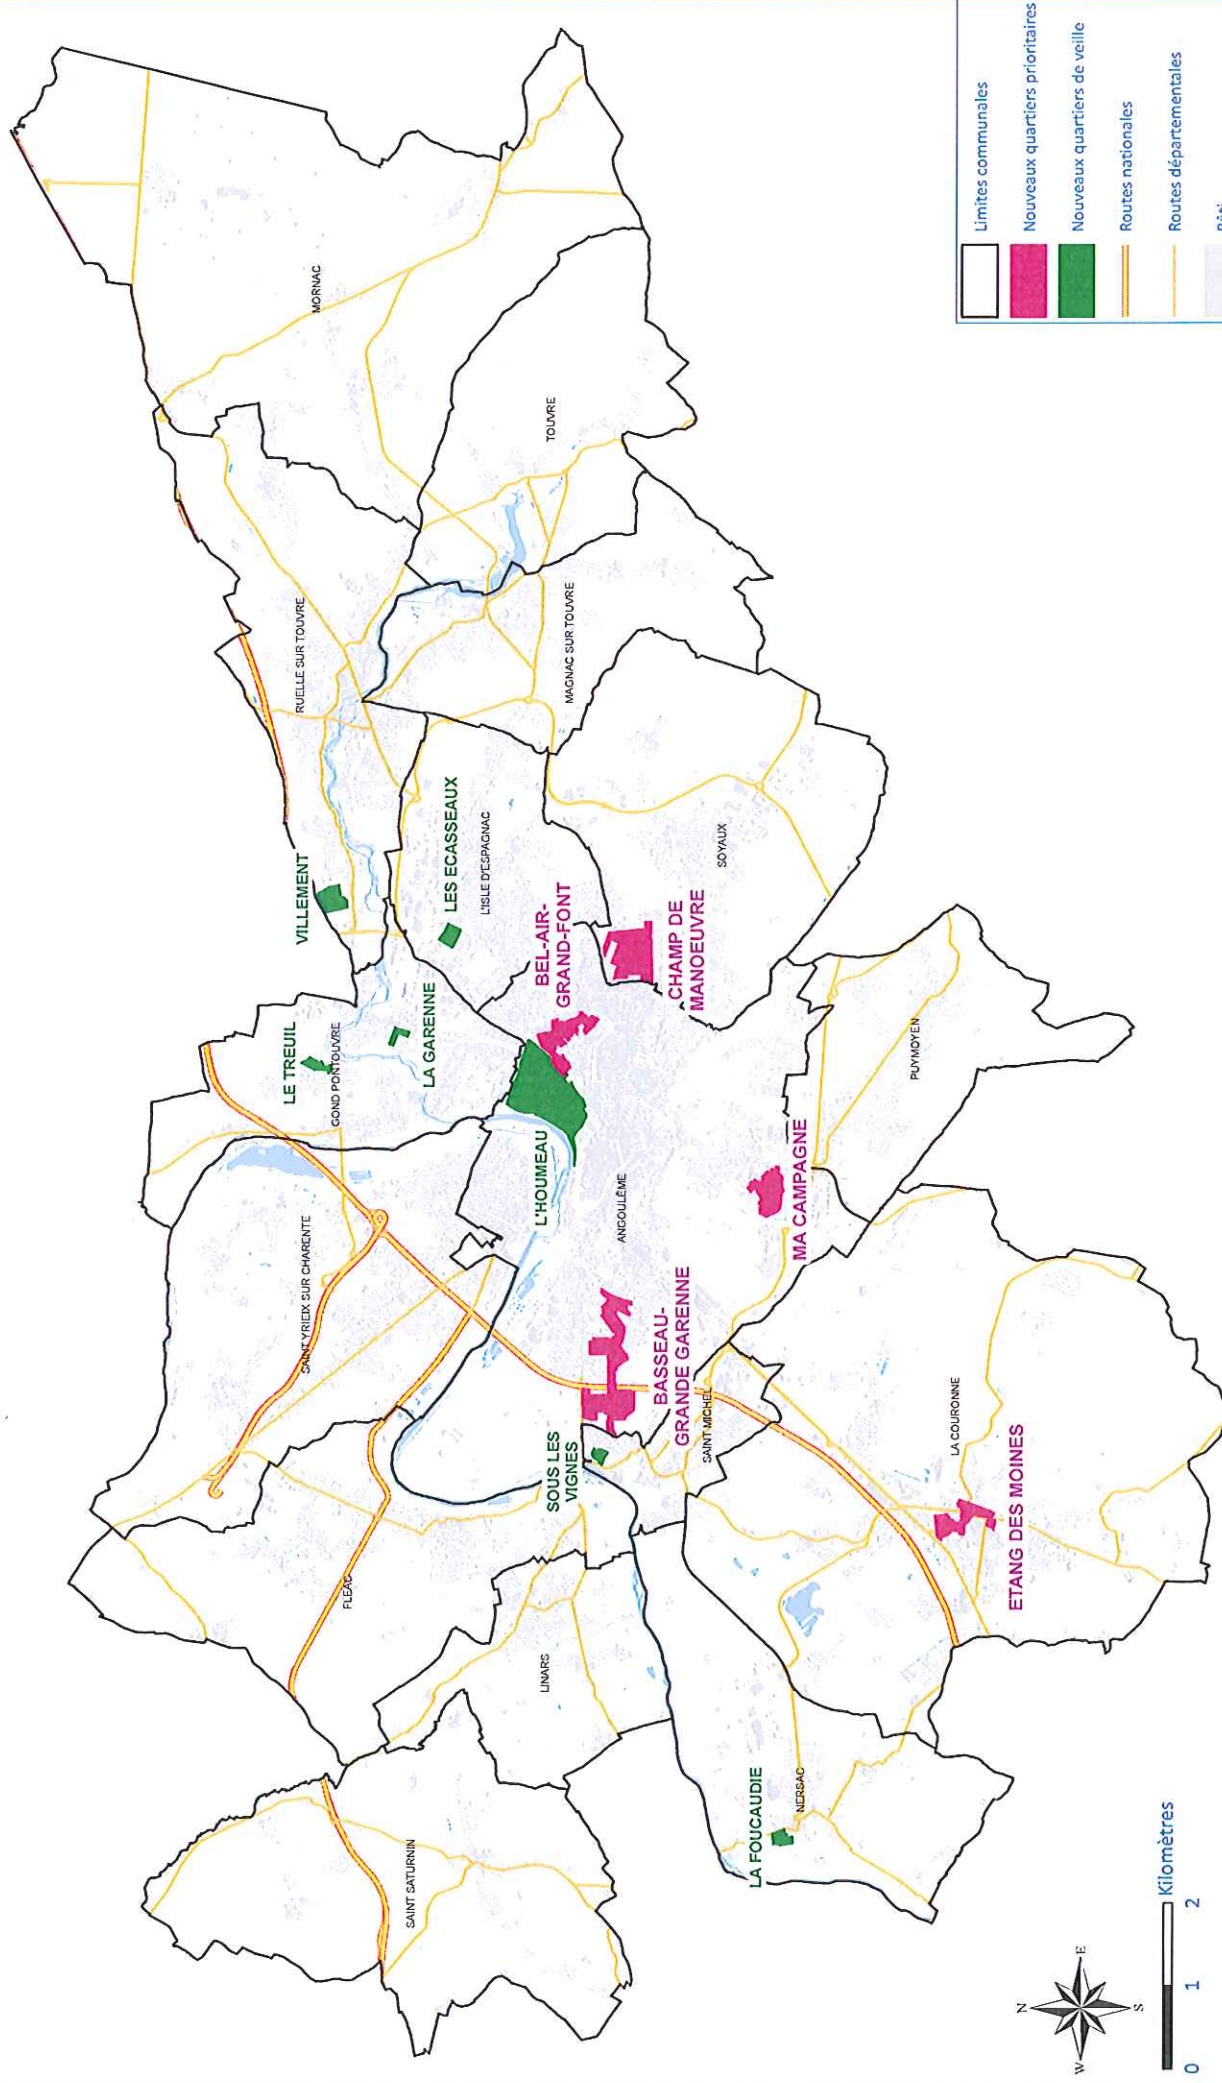 MORNAC
TOUVRE
RUELLE SUR TOUVRE
MAGNAC SUR TOUVRE
VILLEMENT
LES ECASSEAUX
L'ISLE D'ESPAGNAC
SOYAUX
BEL-AIR-
GRAND-FONT
CHAMP DE
MANOEUVRE
LE TREUIL
GOND PONTOUVRE
LA GARENNE
PUYMOYEN
L'HOUMEAU
ANGOULÊME
MA CAMPAGNE
SAINT YRIEIX SUR CHARENTE
BASSEAU-
GRANDE GARENNE
SAINT MICHEL
SOUS LES
VIGNES
LA COURONNE
ETANG DES MOINES
FLEAC
LINARS
LA FOUCAUDIE
NERSAC
SAINT SATURNIN
N
W
E
S
0 1 2
Kilomètres
Limites communales
Nouveaux quartiers prioritaires
Nouveaux quartiers de veille
Routes nationales
Routes départementales